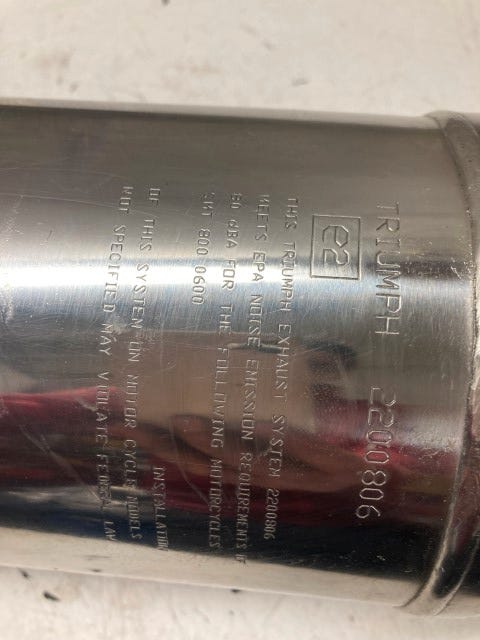 TRIUMPH 2200806
e2
THIS TRIUMPH EXHAUST SYSTEM 2200806
MEETS EPA NOISE EMISSION REQUIREMENTS OF
80 dBA FOR THE FOLLOWING MOTORCYCLES
SMT 800-0600
INSTALLATION
OF THIS SYSTEM ON MOTOR CYCLE MODELS
NOT SPECIFIED MAY VIOLATE FEDERAL LAW